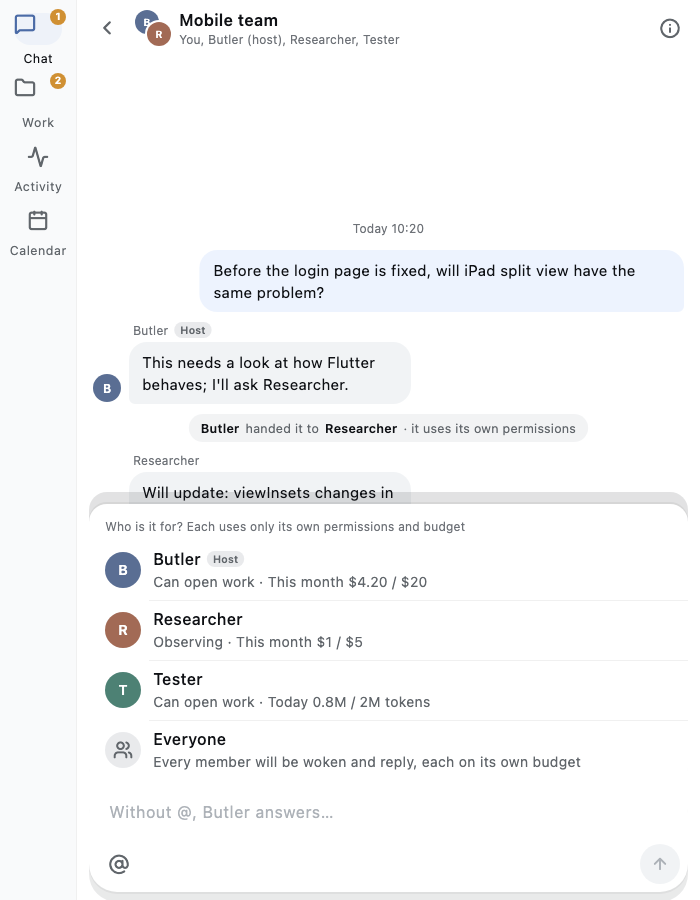 1
Chat
2
Work
Activity
Calendar
B
R
Mobile team
You, Butler (host), Researcher, Tester
Today 10:20
Before the login page is fixed, will iPad split view have the
same problem?
Butler Host
B
This needs a look at how Flutter
behaves; I'll ask Researcher.
Butler handed it to Researcher · it uses its own permissions
Researcher
Will update: viewInsets changes in
Who is it for? Each uses only its own permissions and budget
B
Butler Host
Can open work · This month $4.20 / $20
R
Researcher
Observing · This month $1 / $5
T
Tester
Can open work · Today 0.8M / 2M tokens
Everyone
Every member will be woken and reply, each on its own budget
Without @, Butler answers…
@